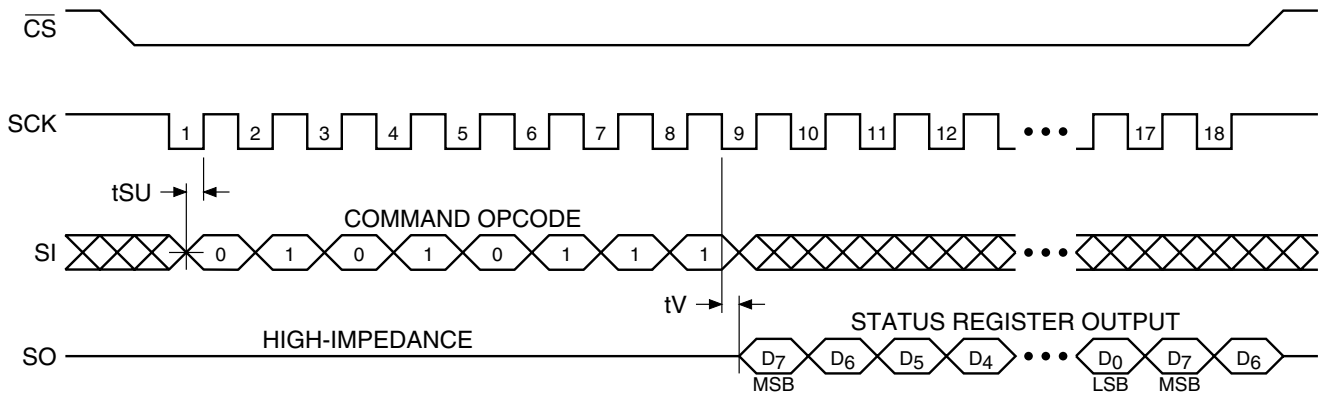 CS
SCK 1 2 3 4 5 6 7 8 9 10 11 12 17 18
tSU
COMMAND OPCODE
SI 0 1 0 1 0 1 1 1
tV
HIGH-IMPEDANCE
STATUS REGISTER OUTPUT
SO D7 D6 D5 D4 D0 D7 D6
MSB LSB MSB